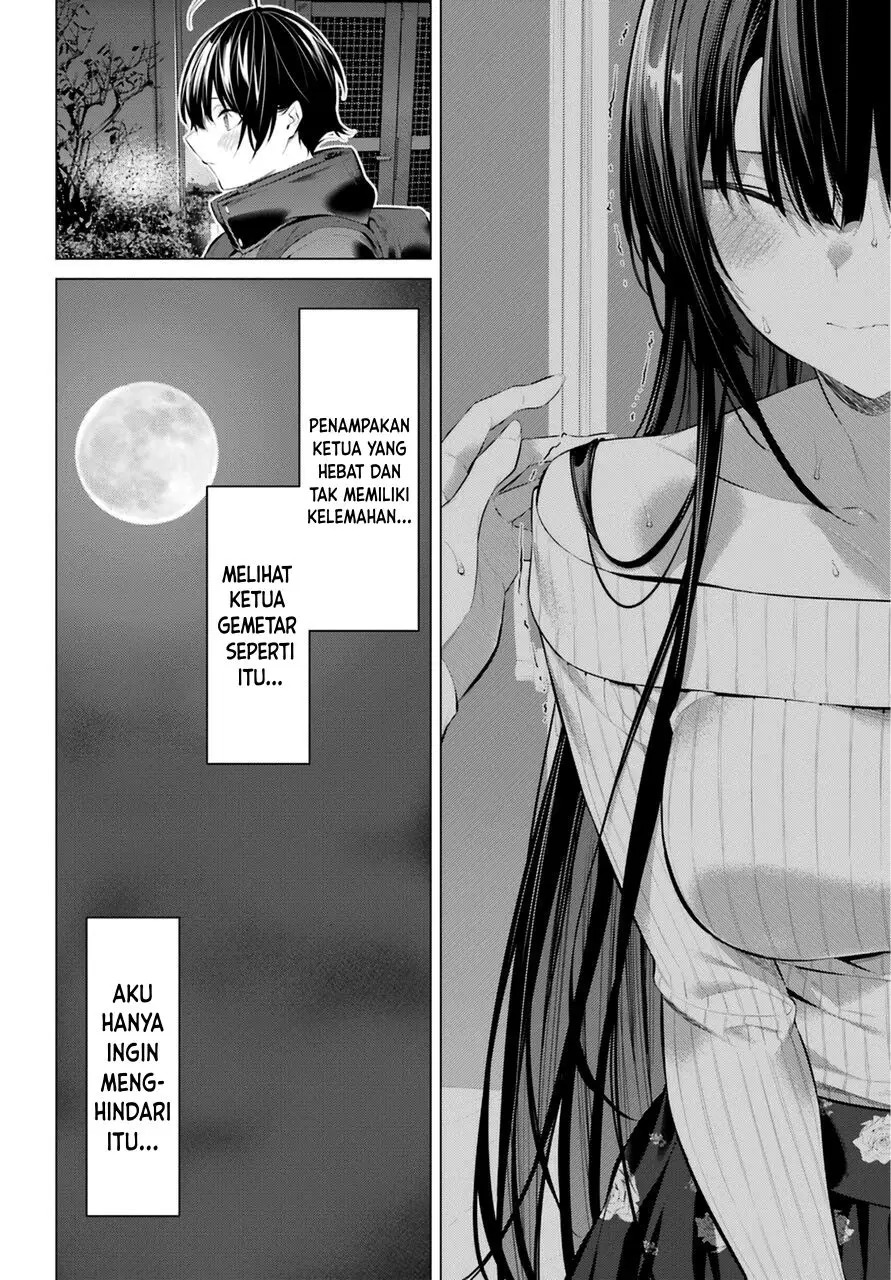 PENAMPAKAN
KETUA YANG
HEBAT DAN
TAK MEMILIKI
KELEMAHAN...
MELIHAT
KETUA
GEMETAR
SEPERTI
ITU...
AKU
HANYA
INGIN
MENG-
HINDARI
ITU...